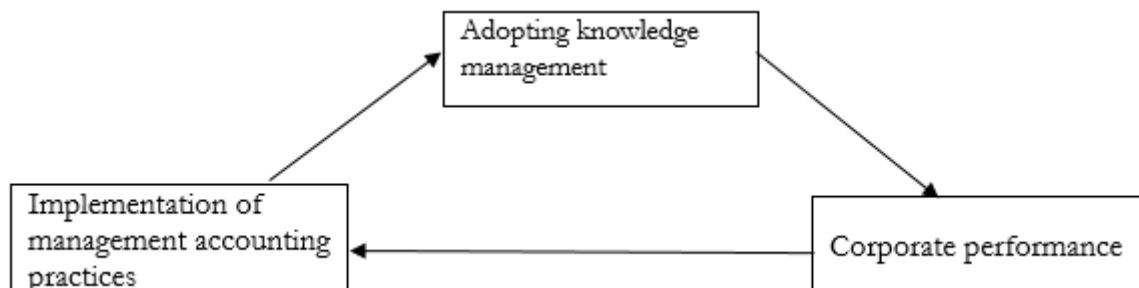 Adopting knowledge
management
Implementation of
management accounting
practices
Corporate performance